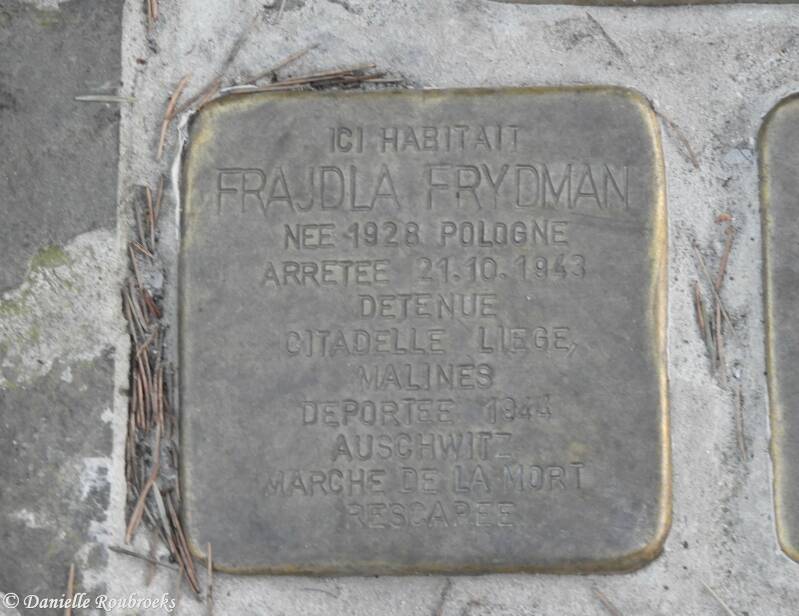 ICI HABITAIT
FRAJDLA FRYDMAN
NEE 1928 POLOGNE
ARRETEE 21.10.1943
DETENUE
CITADELLE LIEGE,
MALINES
DEPORTEE 1944
AUSCHWITZ
MARCHE DE LA MORT
RESCAPEE
© Danielle Roubroeks